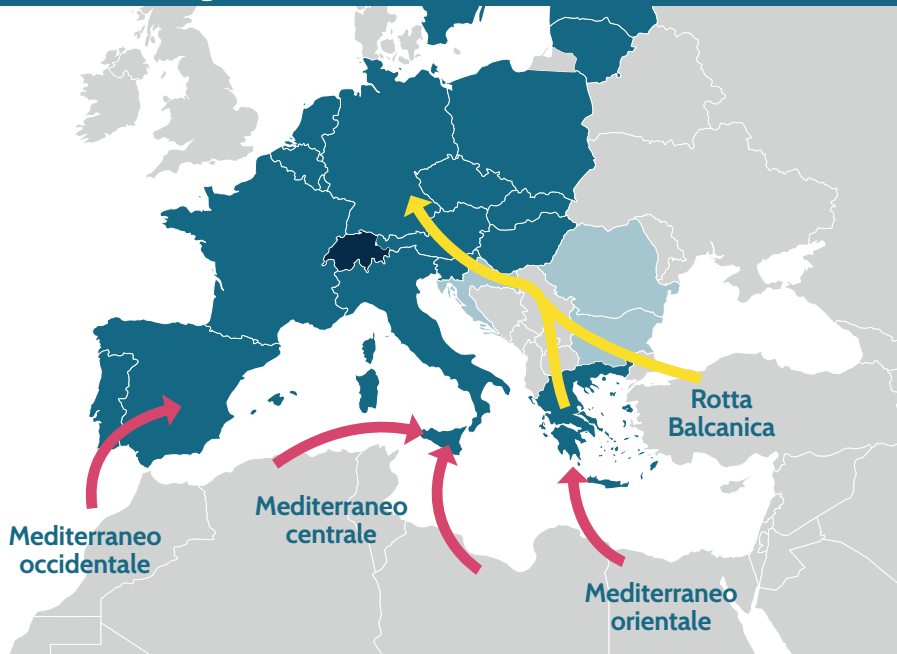 Rotta
Balcanica
Mediterraneo
centrale
Mediterraneo
occidentale
Mediterraneo
orientale